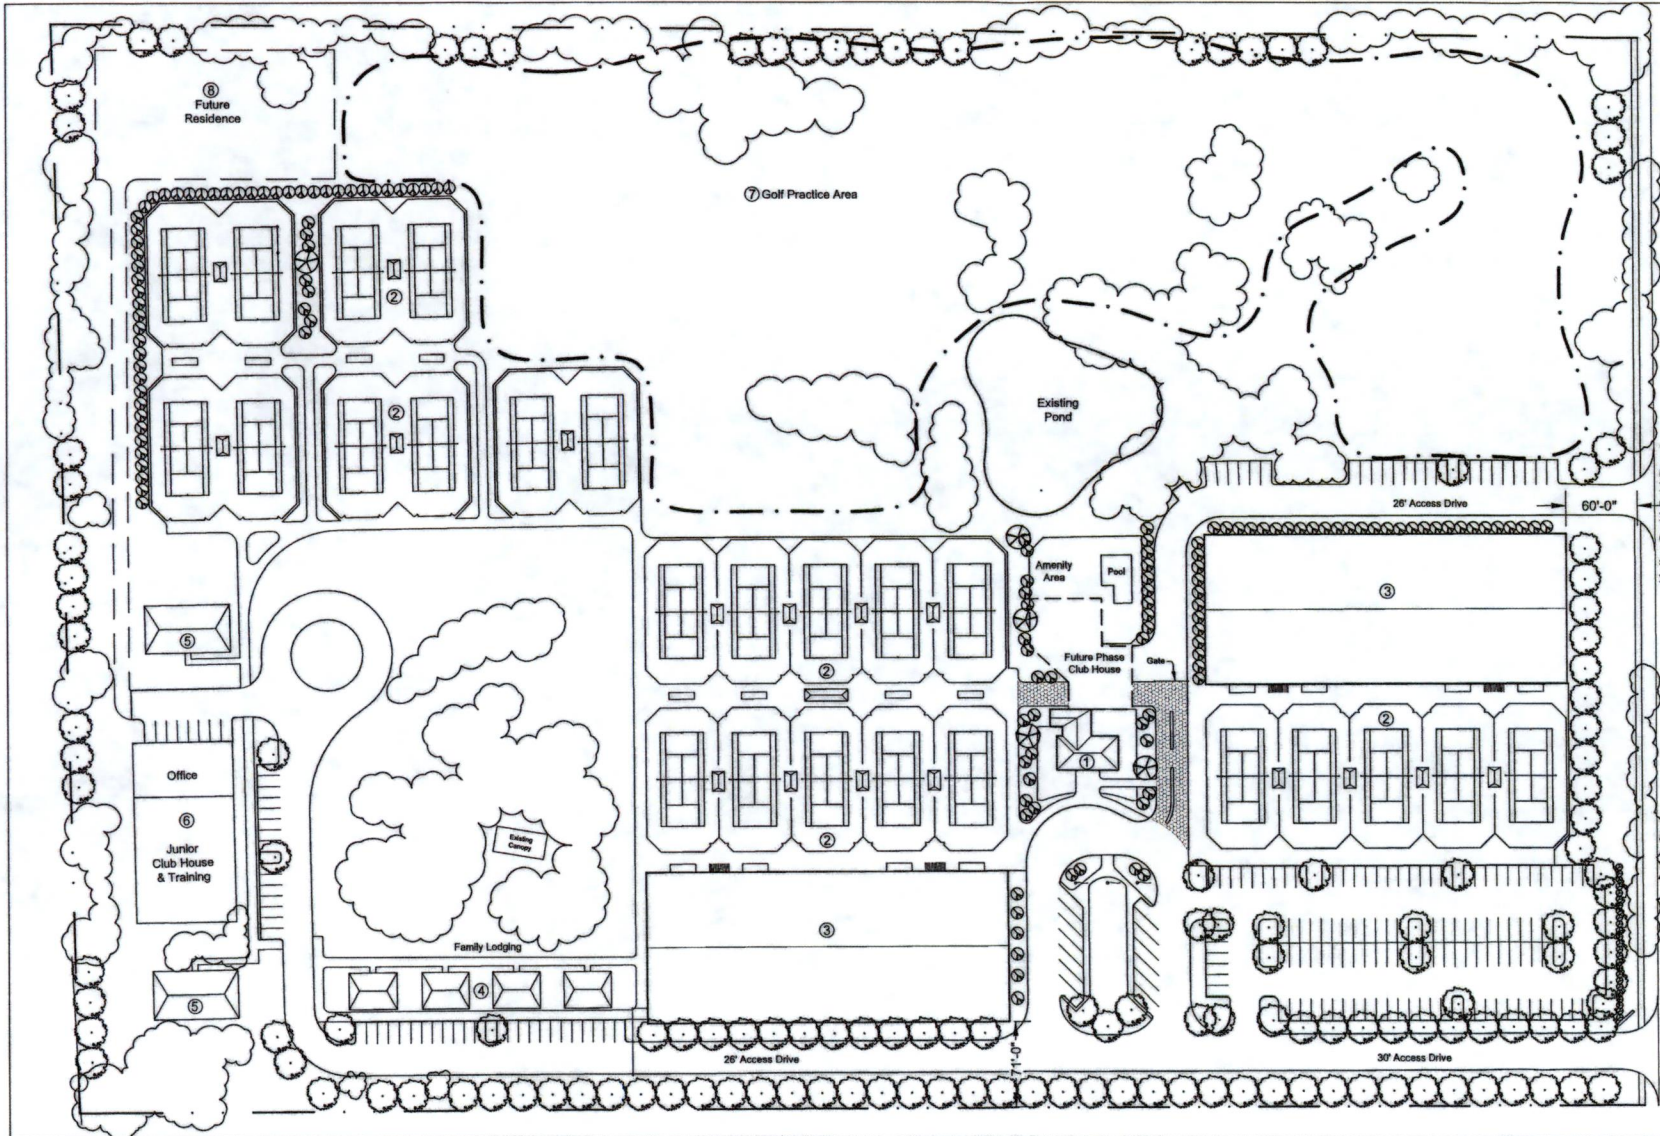 ⑧
Future
Residence
⑦ Golf Practice Area
②
②
Existing
Pond
26' Access Drive
60'-0"
Amenity
Area
Pool
③
⑤
②
Future Phase
Club House
Gate
②
①
Office
⑥
Junior
Club House
& Training
Existing
Canopy
②
③
Family Lodging
④
⑤
71'-0"
26' Access Drive
30' Access Drive